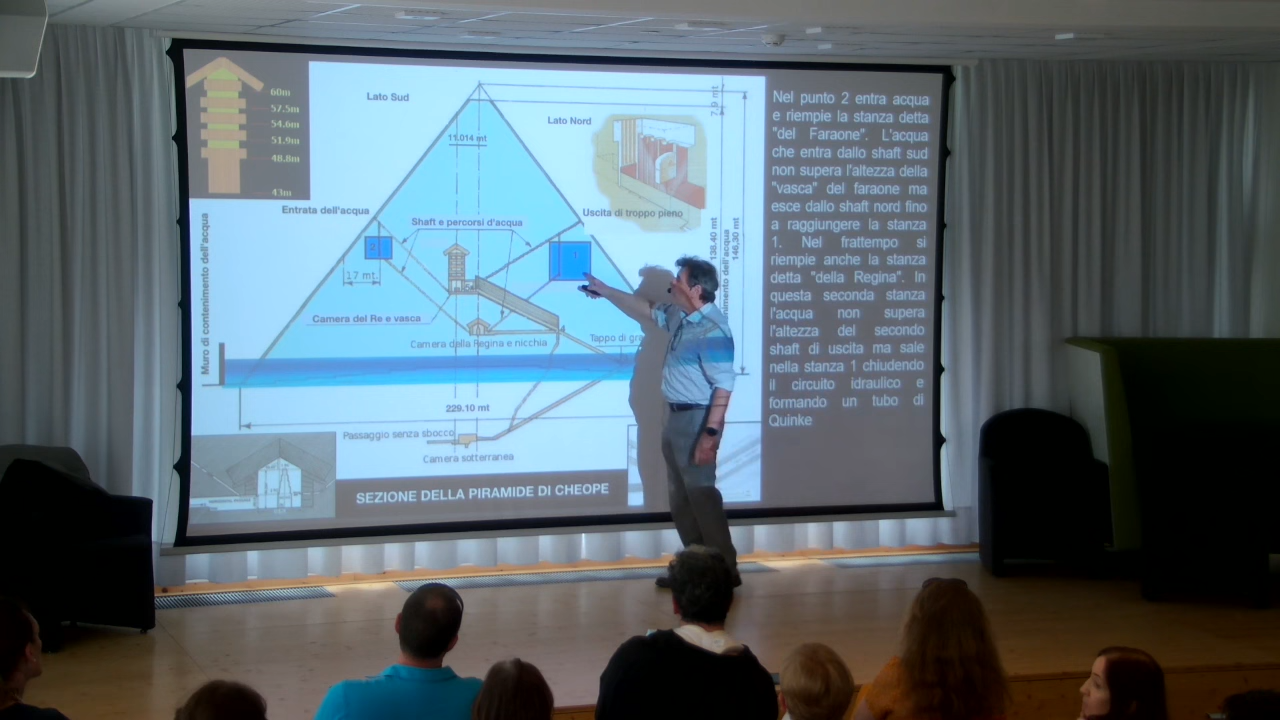 60m
57.5m
54.6m
51.9m
48.8m
43m
Lato Sud
7,9 mt.
11.014 mt
Lato Nord
Entrata dell'acqua
Shaft e percorsi d'acqua
Uscita di troppo pieno
2
1
17 mt.
Muro di contenimento dell'acqua
138.40 mt
146,30 mt
Camera del Re e vasca
Camera della Regina e nicchia
Tappo di
229.10 mt
Passaggio senza sbocco
Camera sotterranea
SEZIONE DELLA PIRAMIDE DI CHEOPE
Nel punto 2 entra acqua
e riempie la stanza detta
"del Faraone". L'acqua
che entra dallo shaft sud
non supera l'altezza della
"vasca" del faraone ma
esce dallo shaft nord fino
a raggiungere la stanza
1. Nel frattempo si
riempie anche la stanza
detta "della Regina". In
questa seconda stanza
l'acqua non supera
l'altezza del secondo
shaft di uscita ma sale
nella stanza 1 chiudendo
il circuito idraulico e
formando un tubo di
Quinke